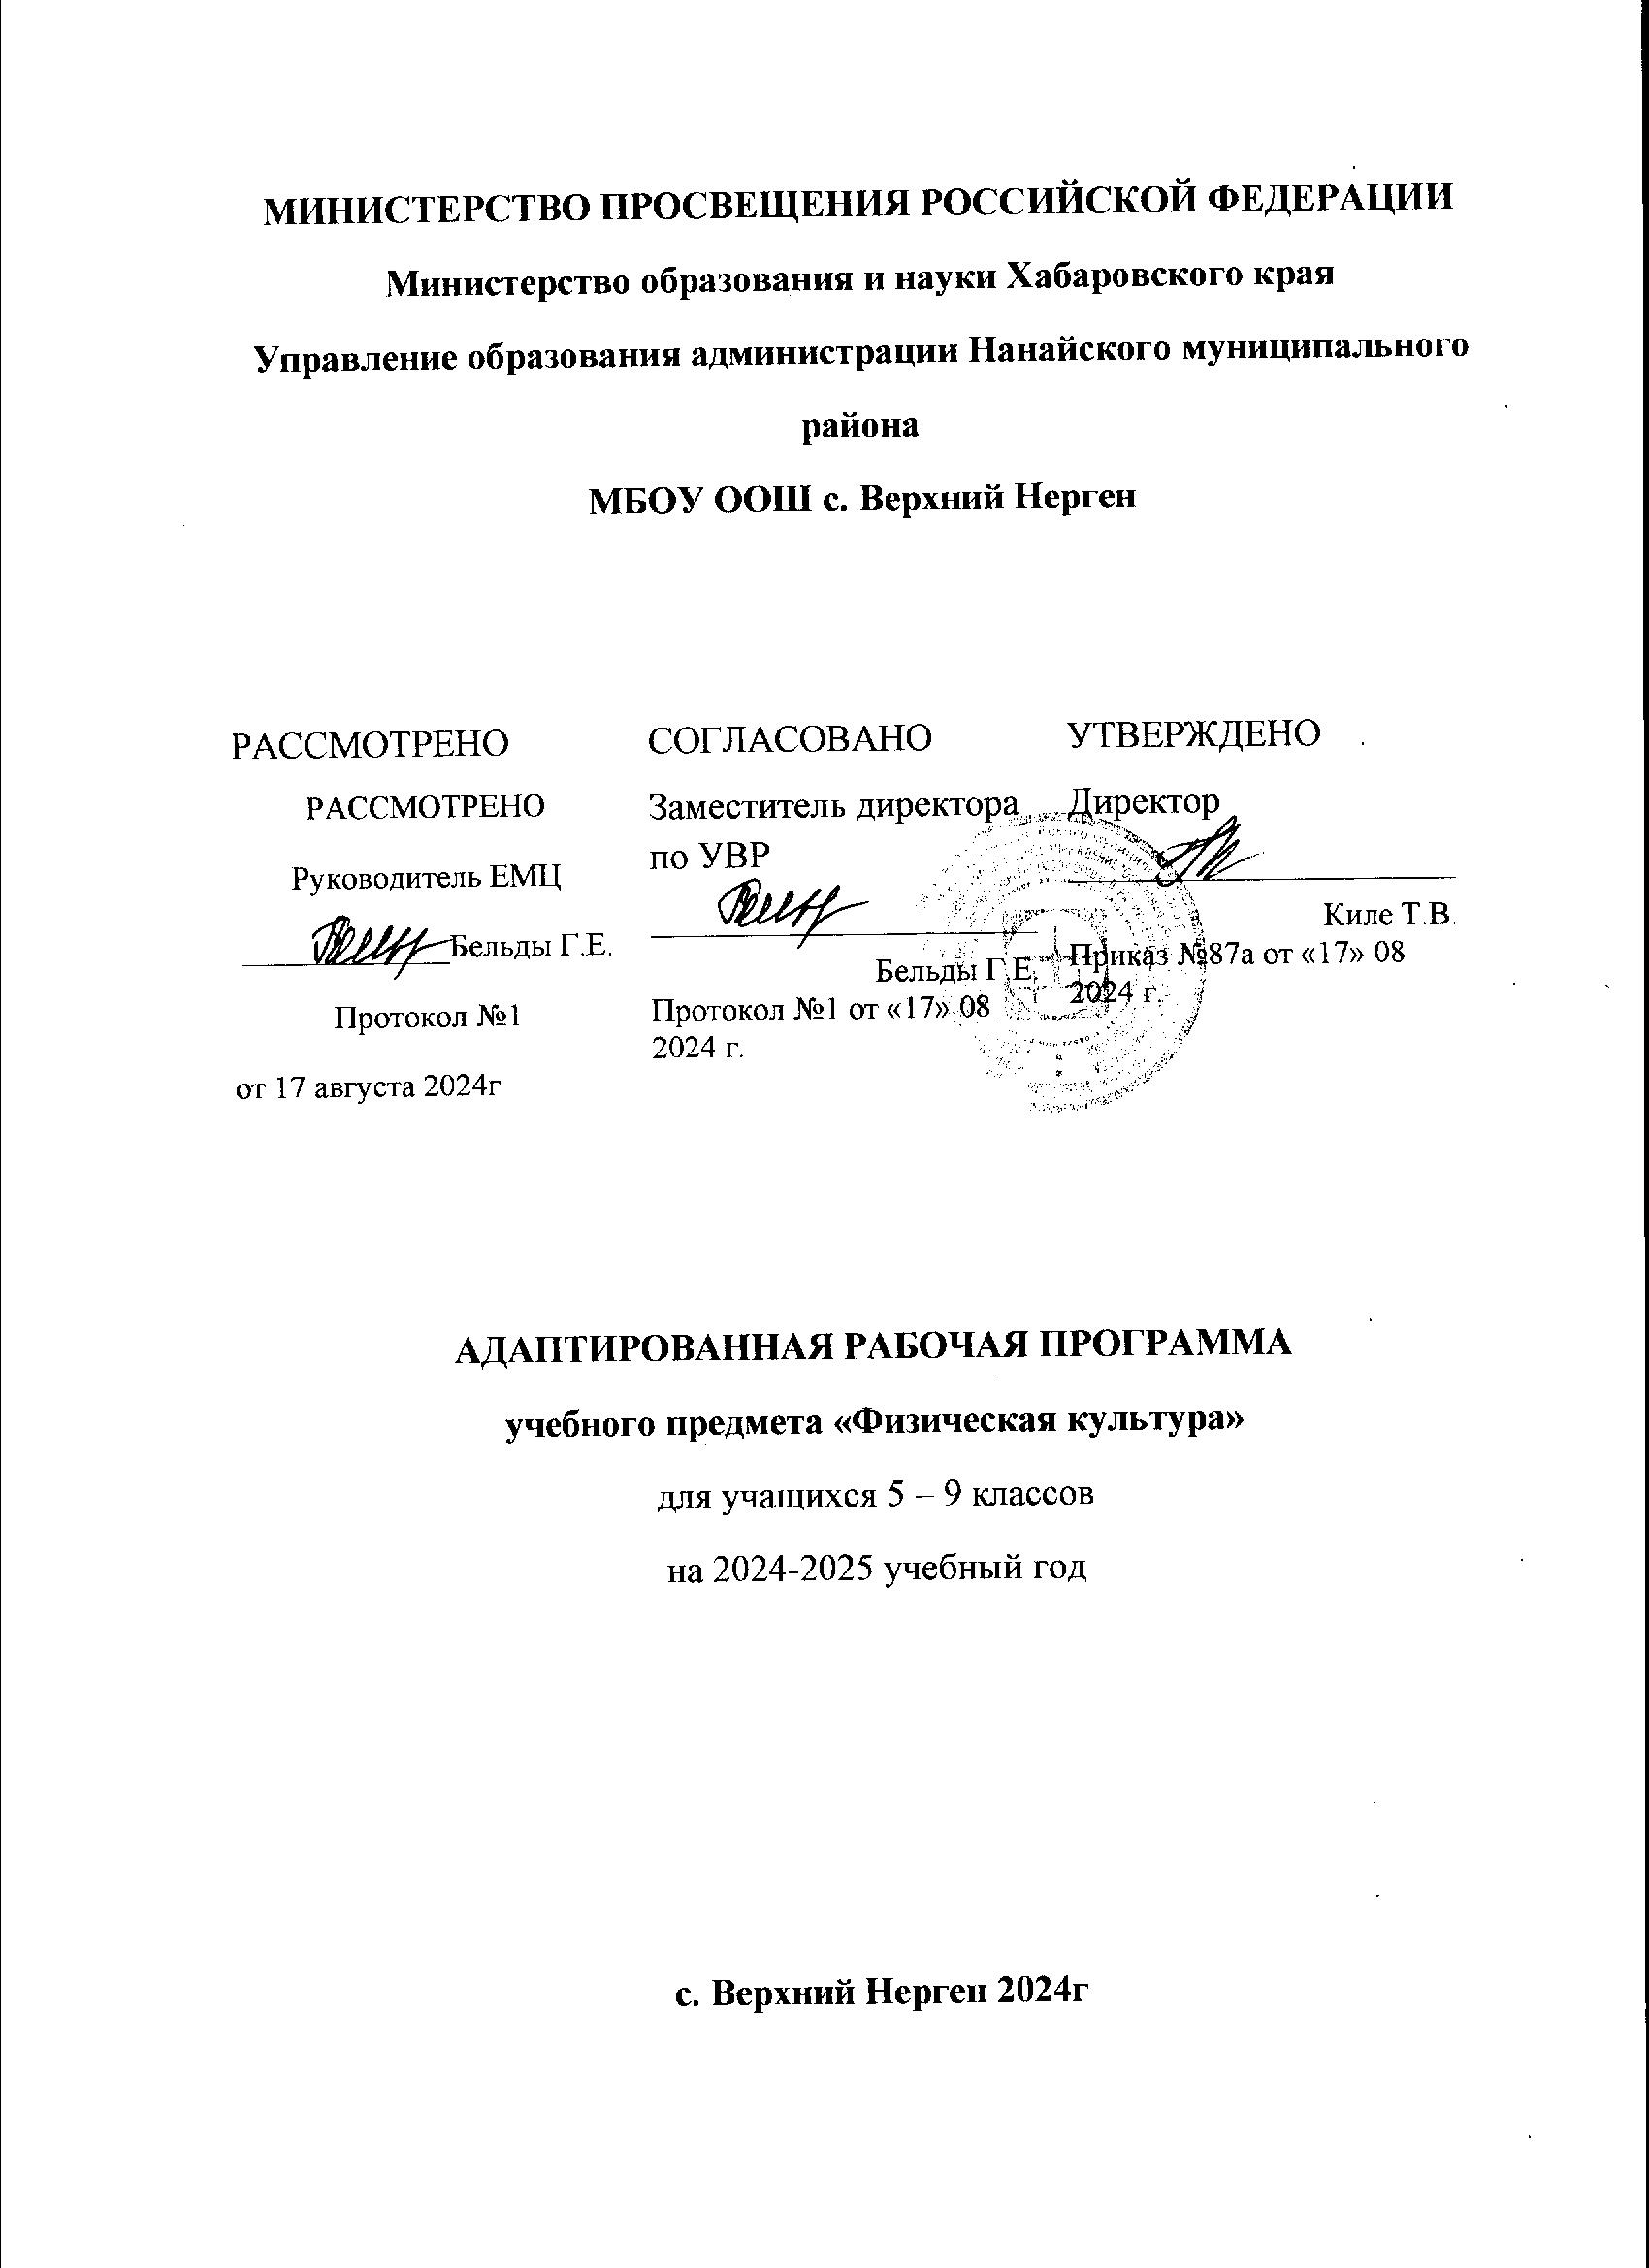 МИНИСТЕРСТВО ПРОСВЕЩЕНИЯ РОССИЙСКОЙ ФЕДЕРАЦИИ
Министерство образования и науки Хабаровского края
Управление образования администрации Нанайского муниципального
района
МБОУ ООШ с. Верхний Нерген
РАССМОТРЕНО
РАССМОТРЕНО
Руководитель ЕМЦ
Бельды Г.Е.
Протокол №1
от 17 августа 2024г
СОГЛАСОВАНО
Заместитель директора
по УВР
Бельды Г.Е.
Протокол №1 от «17» 08
2024 г.
УТВЕРЖДЕНО
Директор
Киле Т.В.
Приказ №87а от «17» 08
2024 г.
АДАПТИРОВАННАЯ РАБОЧАЯ ПРОГРАММА
учебного предмета «Физическая культура»
для учащихся 5 – 9 классов
на 2024-2025 учебный год
с. Верхний Нерген 2024г